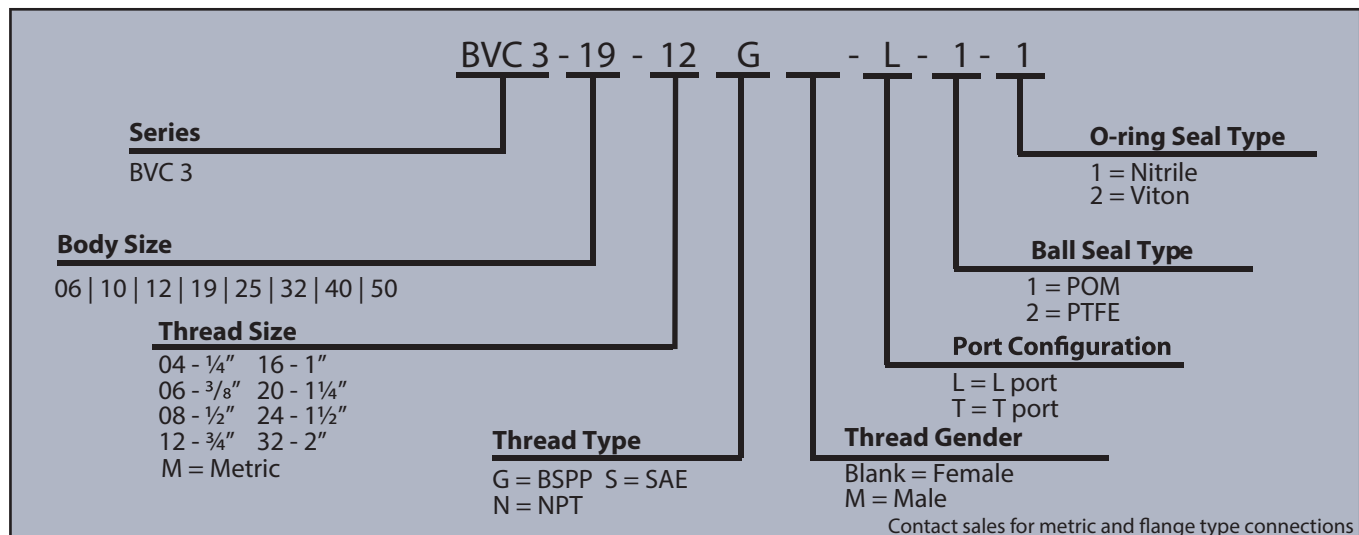 BVC 3 - 19 - 12 G - L - 1 - 1
Series
BVC 3
Body Size
06 | 10 | 12 | 19 | 25 | 32 | 40 | 50
Thread Size
04 - ¼" 16 - 1"
06 - ³/₈" 20 - 1¼"
08 - ½" 24 - 1½"
12 - ¾" 32 - 2"
M = Metric
Thread Type
G = BSPP S = SAE
N = NPT
Thread Gender
Blank = Female
M = Male
Port Configuration
L = L port
T = T port
Ball Seal Type
1 = POM
2 = PTFE
O-ring Seal Type
1 = Nitrile
2 = Viton
Contact sales for metric and flange type connections